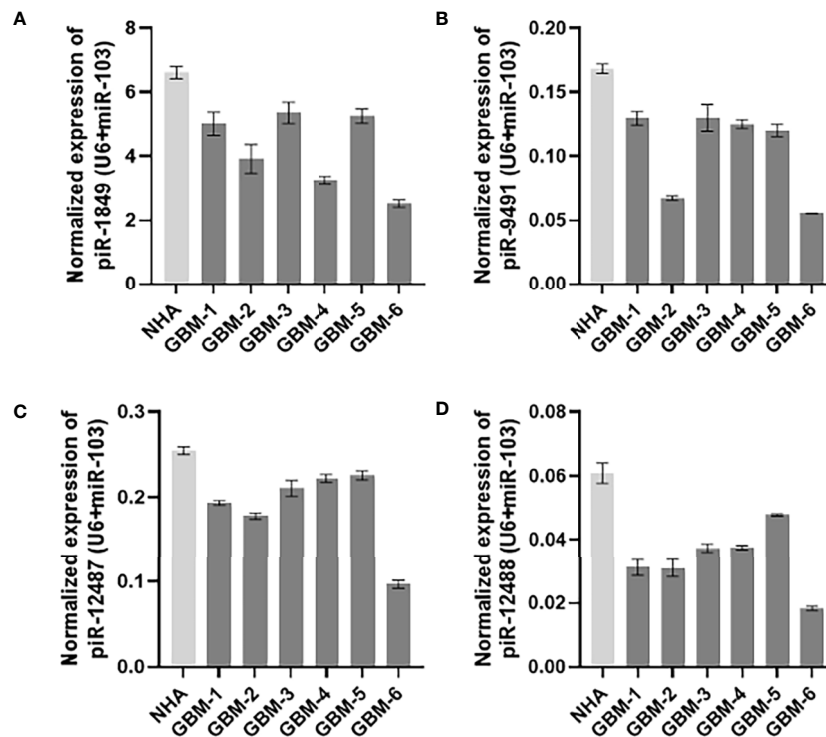 A
Normalized expression of
piR-1849 (U6+miR-103)
8
6
4
2
0
NHA
GBM-1
GBM-2
GBM-3
GBM-4
GBM-5
GBM-6
B
Normalized expression of
piR-9491 (U6+miR-103)
0.20
0.15
0.10
0.05
0.00
NHA
GBM-1
GBM-2
GBM-3
GBM-4
GBM-5
GBM-6
C
Normalized expression of
piR-12487 (U6+miR-103)
0.3
0.2
0.1
0.0
NHA
GBM-1
GBM-2
GBM-3
GBM-4
GBM-5
GBM-6
D
Normalized expression of
piR-12488 (U6+miR-103)
0.08
0.06
0.04
0.02
0.00
NHA
GBM-1
GBM-2
GBM-3
GBM-4
GBM-5
GBM-6